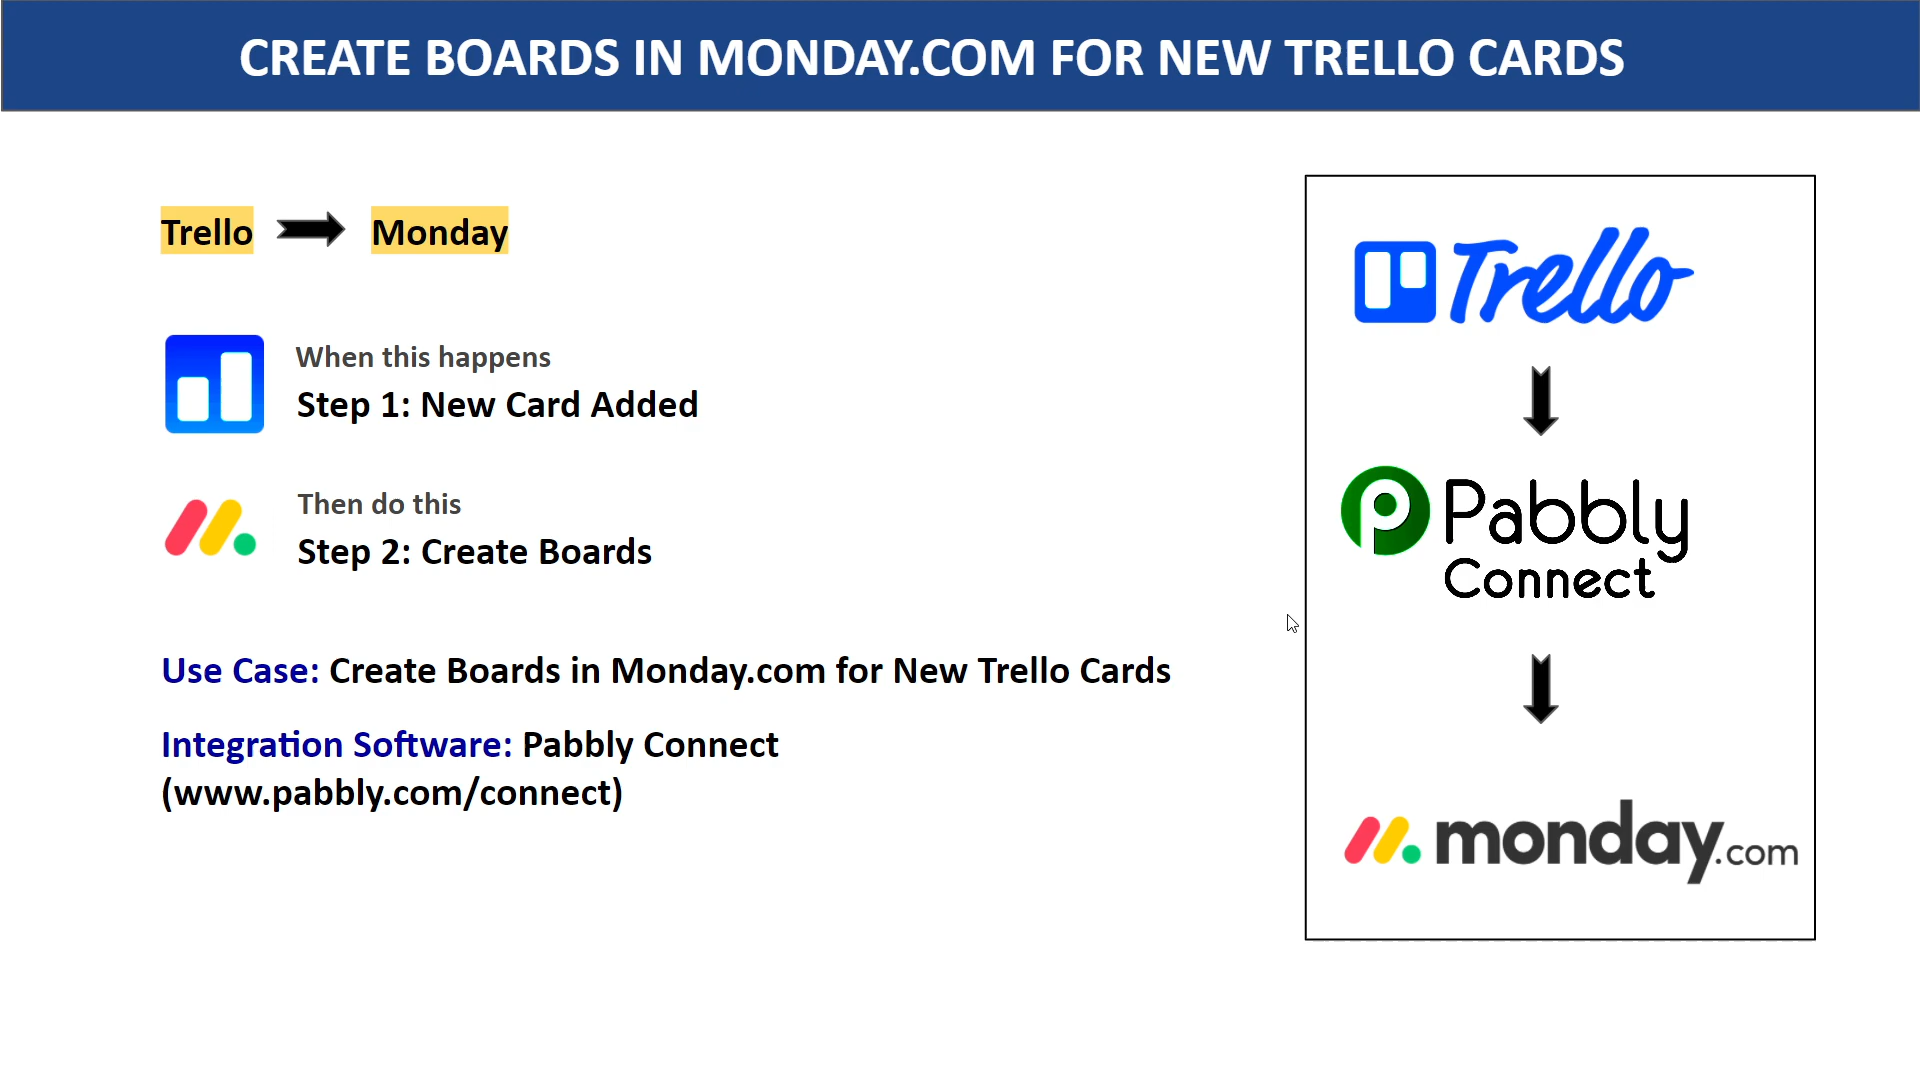 CREATE BOARDS IN MONDAY.COM FOR NEW TRELLO CARDS
Trello
Monday
When this happens
Step 1: New Card Added
Then do this
Step 2: Create Boards
Use Case: Create Boards in Monday.com for New Trello Cards
Integration Software: Pabbly Connect
(www.pabbly.com/connect)
Trello
Pabbly
Connect
monday.com